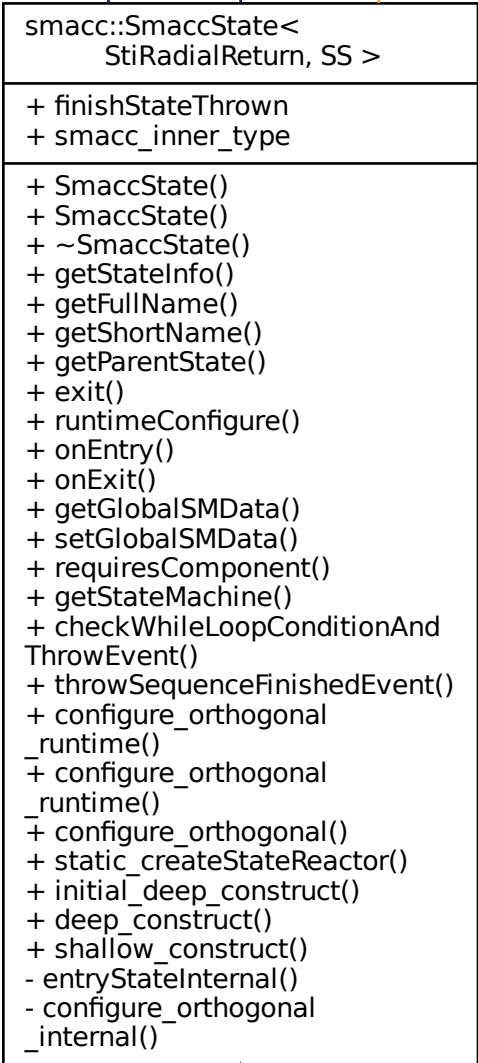 smacc::SmaccState<
StiRadialReturn, SS >
+ finishStateThrown
+ smacc_inner_type
+ SmaccState()
+ SmaccState()
+ ~SmaccState()
+ getStateInfo()
+ getFullName()
+ getShortName()
+ getParentState()
+ exit()
+ runtimeConfigure()
+ onEntry()
+ onExit()
+ getGlobalSMData()
+ setGlobalSMData()
+ requiresComponent()
+ getStateMachine()
+ checkWhileLoopConditionAnd
ThrowEvent()
+ throwSequenceFinishedEvent()
+ configure_orthogonal
_runtime()
+ configure_orthogonal
_runtime()
+ configure_orthogonal()
+ static_createStateReactor()
+ initial_deep_construct()
+ deep_construct()
+ shallow_construct()
- entryStateInternal()
- configure_orthogonal
_internal()